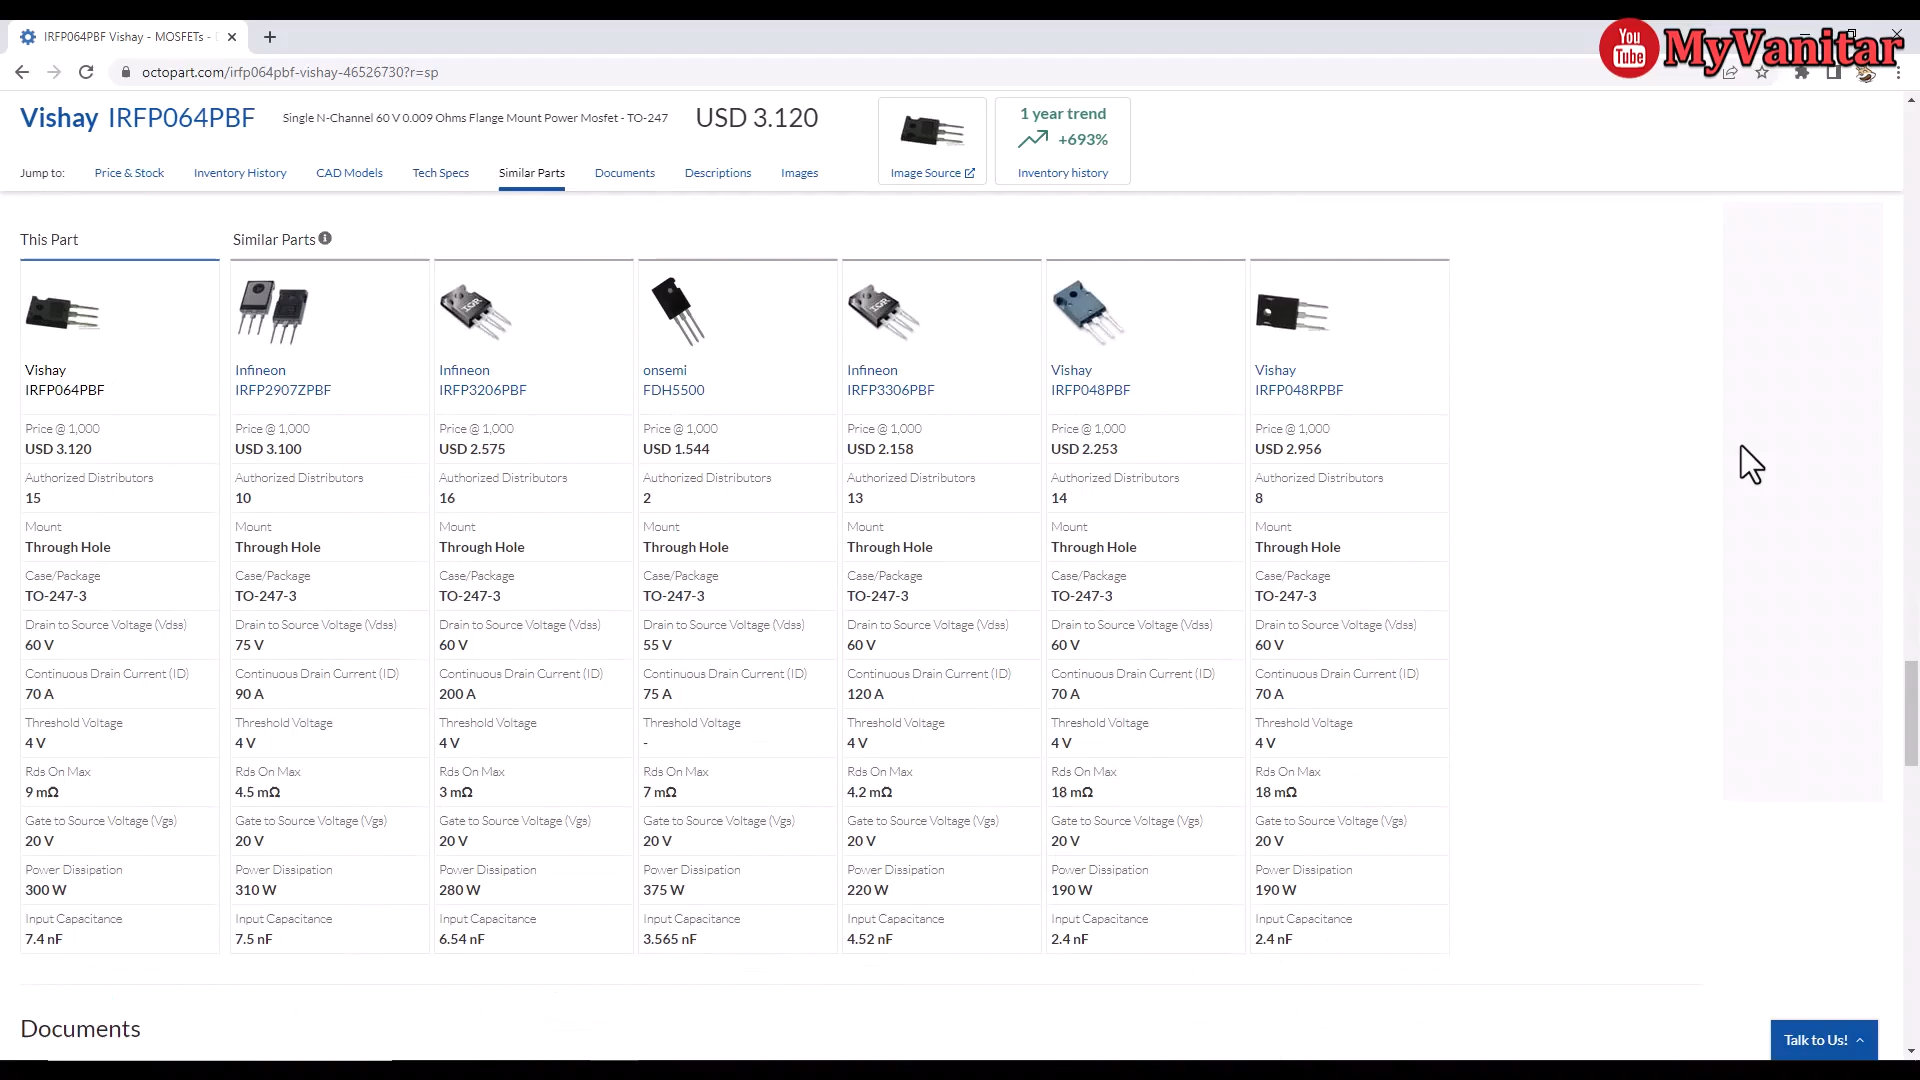 IRFP064PBF Vishay - MOSFETs -
You
Tube
MyVanitar
octopart.com/irfp064pbf-vishay-46526730?r=sp
Vishay IRFP064PBF
Single N-Channel 60 V 0.009 Ohms Flange Mount Power Mosfet - TO-247
USD 3.120
Image Source
1 year trend
+693%
Inventory history
Jump to: Price & Stock Inventory History CAD Models Tech Specs Similar Parts Documents Descriptions Images
This Part Similar Parts
IOR IOR
Vishay Infineon Infineon onsemi Infineon Vishay Vishay
IRFP064PBF IRFP2907ZPBF IRFP3206PBF FDH5500 IRFP3306PBF IRFP048PBF IRFP048RPBF
Price @ 1,000 Price @ 1,000 Price @ 1,000 Price @ 1,000 Price @ 1,000 Price @ 1,000 Price @ 1,000
USD 3.120 USD 3.100 USD 2.575 USD 1.544 USD 2.158 USD 2.253 USD 2.956
Authorized Distributors Authorized Distributors Authorized Distributors Authorized Distributors Authorized Distributors Authorized Distributors Authorized Distributors
15 10 16 2 13 14 8
Mount Mount Mount Mount Mount Mount Mount
Through Hole Through Hole Through Hole Through Hole Through Hole Through Hole Through Hole
Case/Package Case/Package Case/Package Case/Package Case/Package Case/Package Case/Package
TO-247-3 TO-247-3 TO-247-3 TO-247-3 TO-247-3 TO-247-3 TO-247-3
Drain to Source Voltage (Vdss) Drain to Source Voltage (Vdss) Drain to Source Voltage (Vdss) Drain to Source Voltage (Vdss) Drain to Source Voltage (Vdss) Drain to Source Voltage (Vdss) Drain to Source Voltage (Vdss)
60 V 75 V 60 V 55 V 60 V 60 V 60 V
Continuous Drain Current (ID) Continuous Drain Current (ID) Continuous Drain Current (ID) Continuous Drain Current (ID) Continuous Drain Current (ID) Continuous Drain Current (ID) Continuous Drain Current (ID)
70 A 90 A 200 A 75 A 120 A 70 A 70 A
Threshold Voltage Threshold Voltage Threshold Voltage Threshold Voltage Threshold Voltage Threshold Voltage Threshold Voltage
4 V 4 V 4 V - 4 V 4 V 4 V
Rds On Max Rds On Max Rds On Max Rds On Max Rds On Max Rds On Max Rds On Max
9 mΩ 4.5 mΩ 3 mΩ 7 mΩ 4.2 mΩ 18 mΩ 18 mΩ
Gate to Source Voltage (Vgs) Gate to Source Voltage (Vgs) Gate to Source Voltage (Vgs) Gate to Source Voltage (Vgs) Gate to Source Voltage (Vgs) Gate to Source Voltage (Vgs) Gate to Source Voltage (Vgs)
20 V 20 V 20 V 20 V 20 V 20 V 20 V
Power Dissipation Power Dissipation Power Dissipation Power Dissipation Power Dissipation Power Dissipation Power Dissipation
300 W 310 W 280 W 375 W 220 W 190 W 190 W
Input Capacitance Input Capacitance Input Capacitance Input Capacitance Input Capacitance Input Capacitance Input Capacitance
7.4 nF 7.5 nF 6.54 nF 3.565 nF 4.52 nF 2.4 nF 2.4 nF
Documents
Talk to Us!